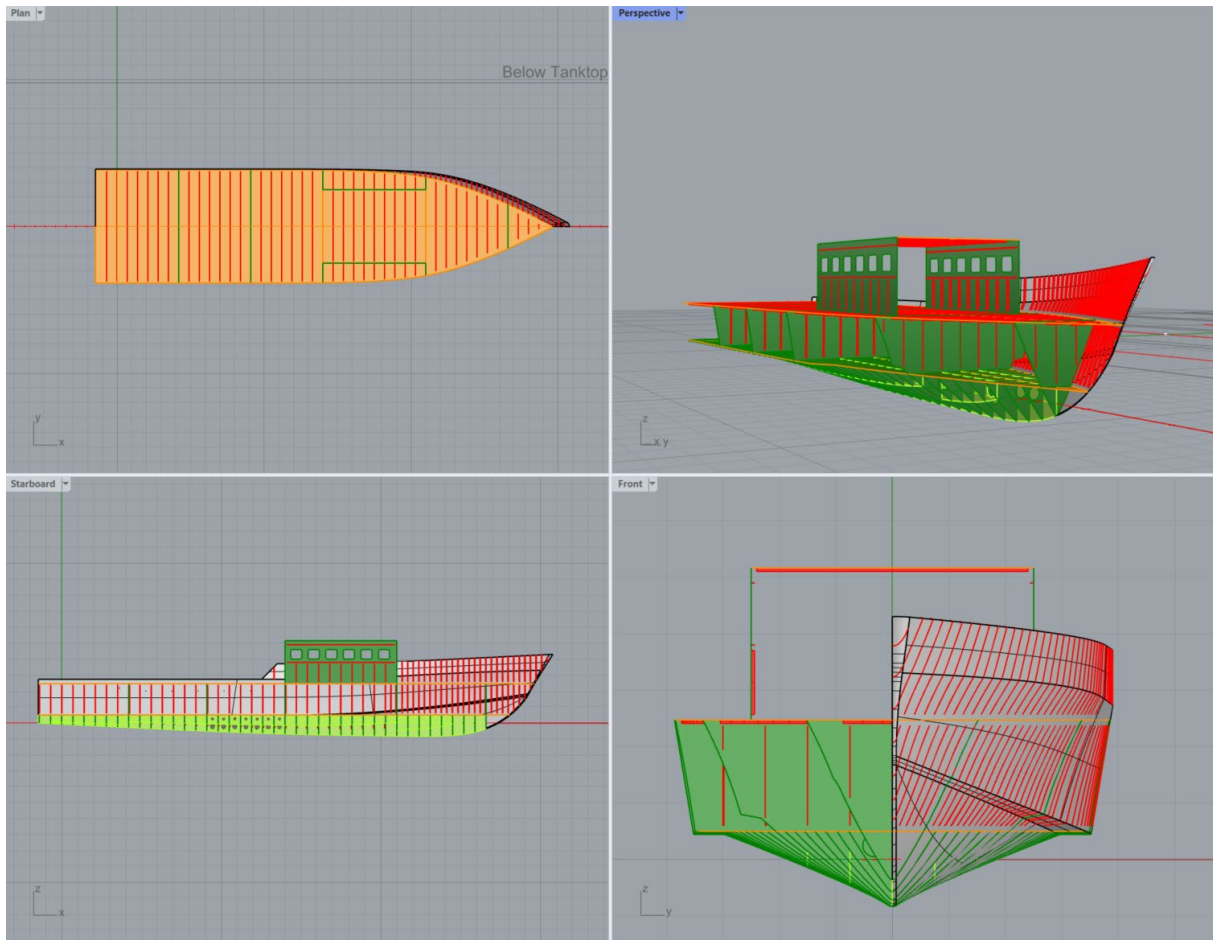 Plan
Perspective
Below Tanktop
y
x
z
x y
Starboard
Front
z
x
z
y